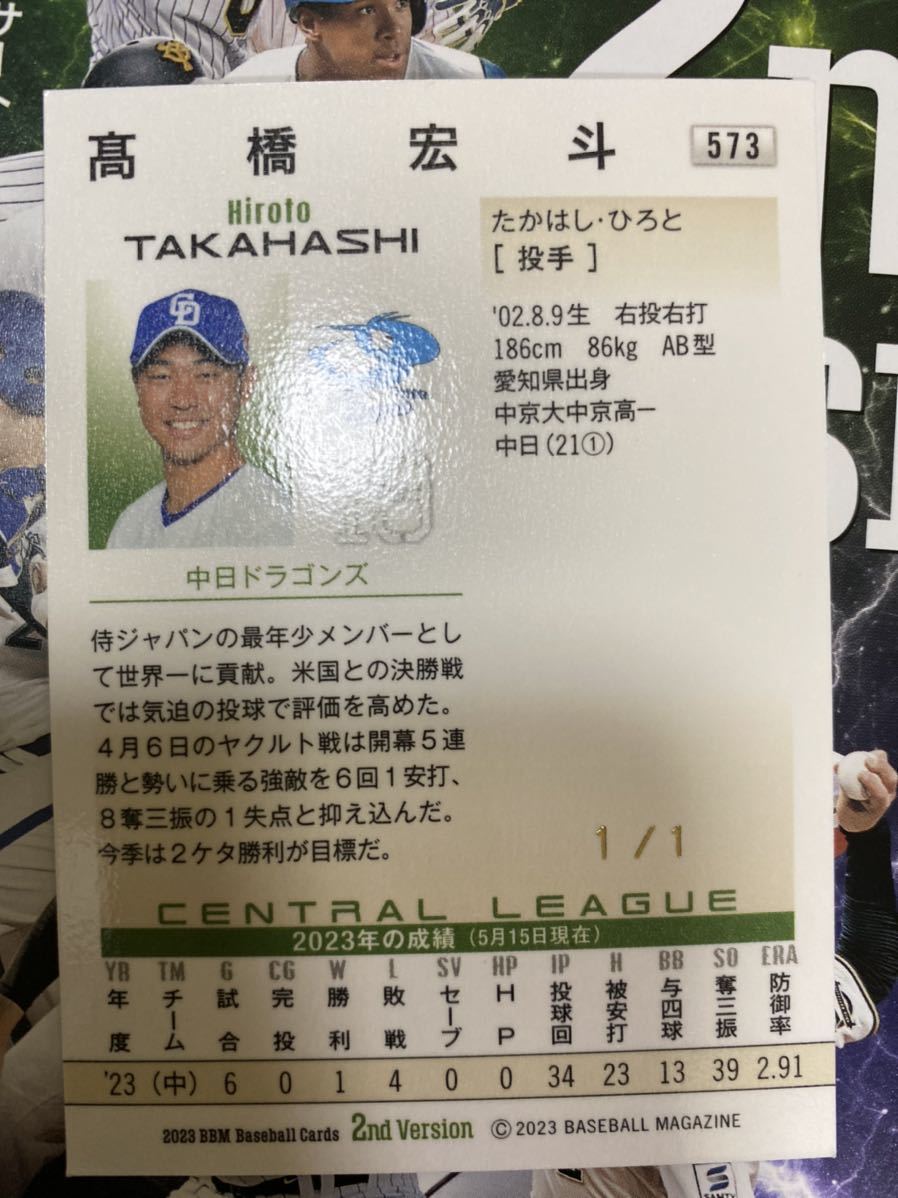 髙橋宏斗
573
Hiroto
TAKAHASHI
たかはし・ひろと
[ 投手 ]
'02.8.9生 右投右打
186cm 86kg AB型
愛知県出身
中京大中京高ー
中日(21①)
中日ドラゴンズ
侍ジャパンの最年少メンバーとし
て世界一に貢献。米国との決勝戦
では気迫の投球で評価を高めた。
4月6日のヤクルト戦は開幕5連
勝と勢いに乗る強敵を6回1安打、
8奪三振の1失点と抑え込んだ。
今季は2ケタ勝利が目標だ。
1/1
CENTRAL LEAGUE
2023年の成績(5月15日現在)
YR TM G CG W L SV HP IP H BB SO ERA
年度 チーム 試合 完投 勝利 敗戦 セーブ HP 投球回 被安打 与四球 奪三振 防御率
'23 (中) 6 0 1 4 0 0 34 23 13 39 2.91
2023 BBM Baseball Cards 2nd Version ©2023 BASEBALL MAGAZINE